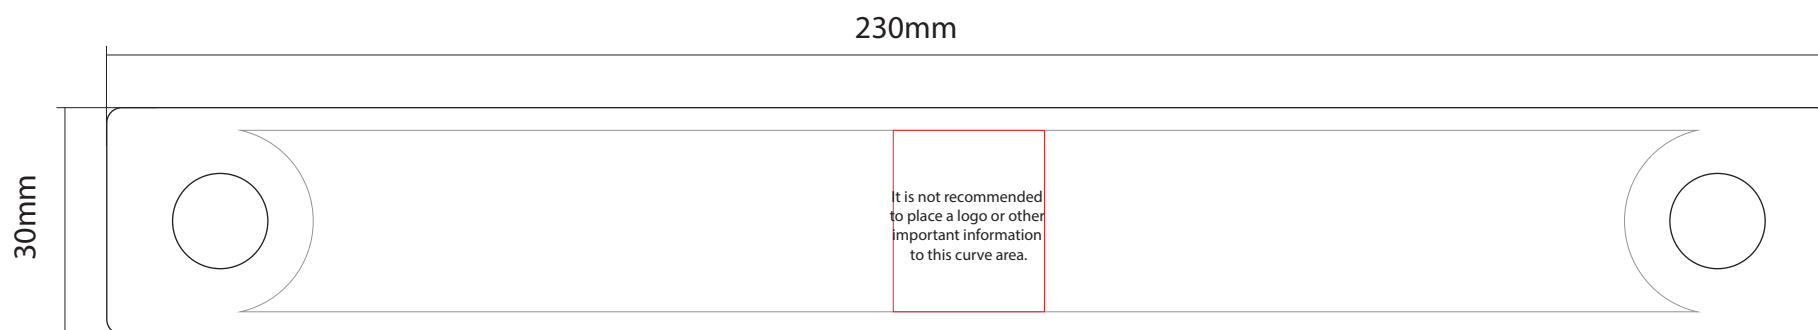 230mm
30mm
It is not recommended
to place a logo or other
important information
to this curve area.